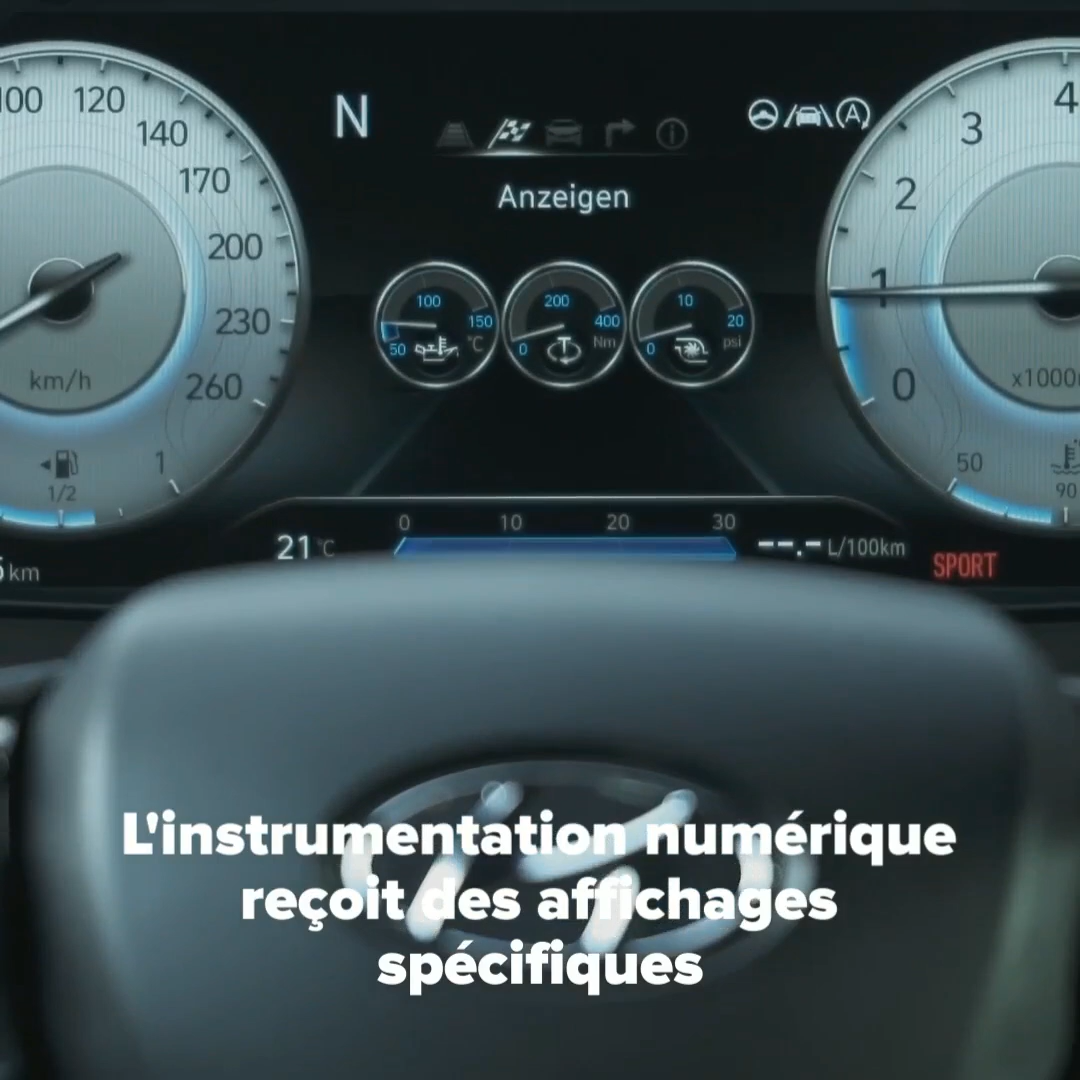 100 120
140
170
200
230
260
km/h
1/2
1
N
A
Anzeigen
100
150
50
°C
200
400
0
Nm
10
20
0
psi
4
3
2
1
0
x1000
50
90
0 10 20 30
21°C
--.- L/100km
km
SPORT
L'instrumentation numérique
reçoit des affichages
spécifiques